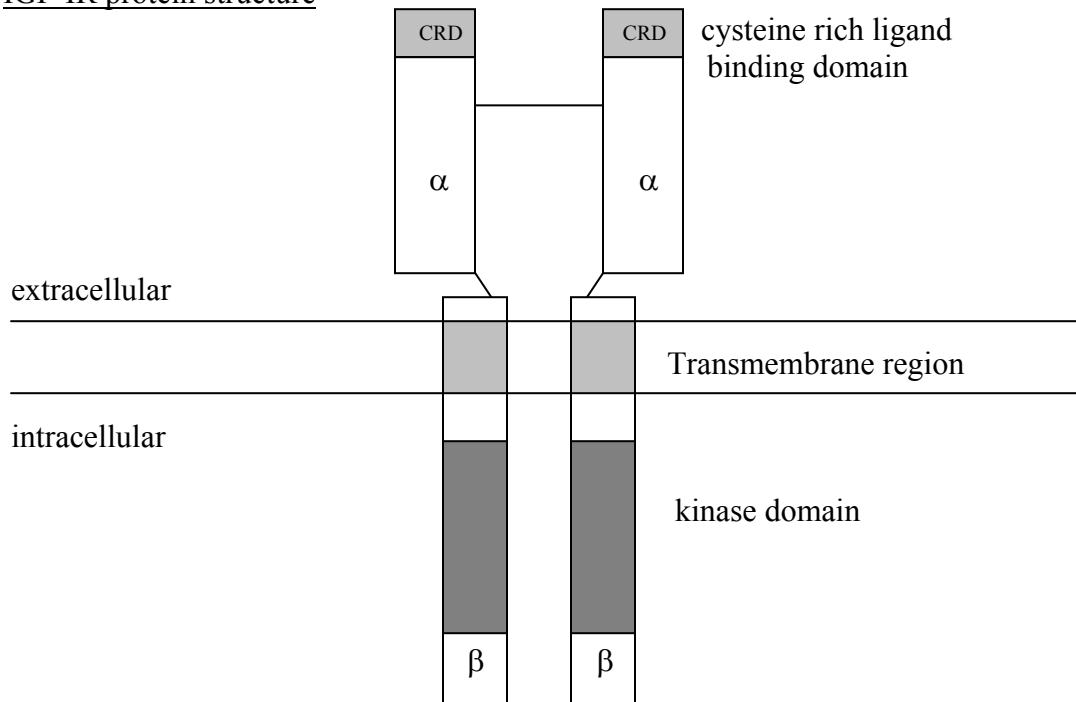 IGF-IR protein structure
CRD
CRD
cysteine rich ligand
binding domain
α
α
extracellular
Transmembrane region
intracellular
kinase domain
β
β